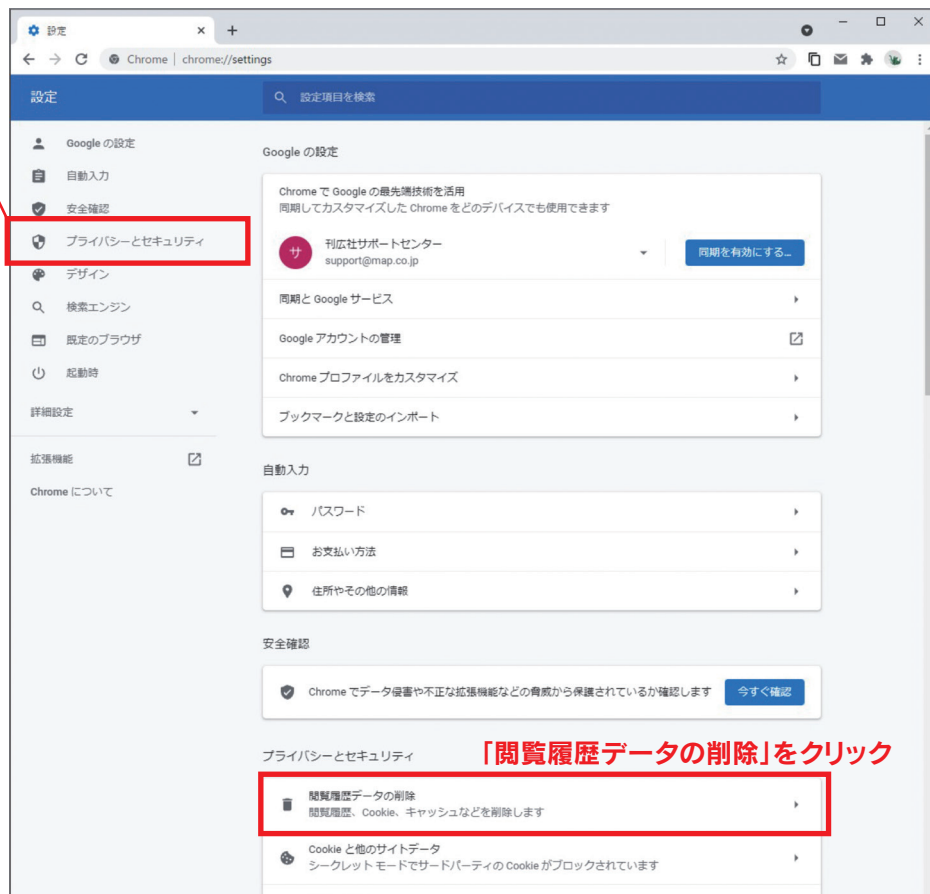 設定
Chrome | chrome://settings
設定
設定項目を検索
Google の設定
自動入力
安全確認
プライバシーとセキュリティ
デザイン
検索エンジン
既定のブラウザ
起動時
詳細設定
拡張機能
Chrome について
Google の設定
Chrome で Google の最先端技術を活用
同期してカスタマイズした Chrome をどのデバイスでも使用できます
サ
刊広社サポートセンター
support@map.co.jp
同期を有効にする...
同期と Google サービス
Google アカウントの管理
Chrome プロファイルをカスタマイズ
ブックマークと設定のインポート
自動入力
パスワード
お支払い方法
住所やその他の情報
安全確認
Chrome でデータ侵害や不正な拡張機能などの脅威から保護されているか確認します
今すぐ確認
プライバシーとセキュリティ
「閲覧履歴データの削除」をクリック
閲覧履歴データの削除
閲覧履歴、Cookie、キャッシュなどを削除します
Cookie と他のサイトデータ
シークレット モードでサードパーティの Cookie がブロックされています